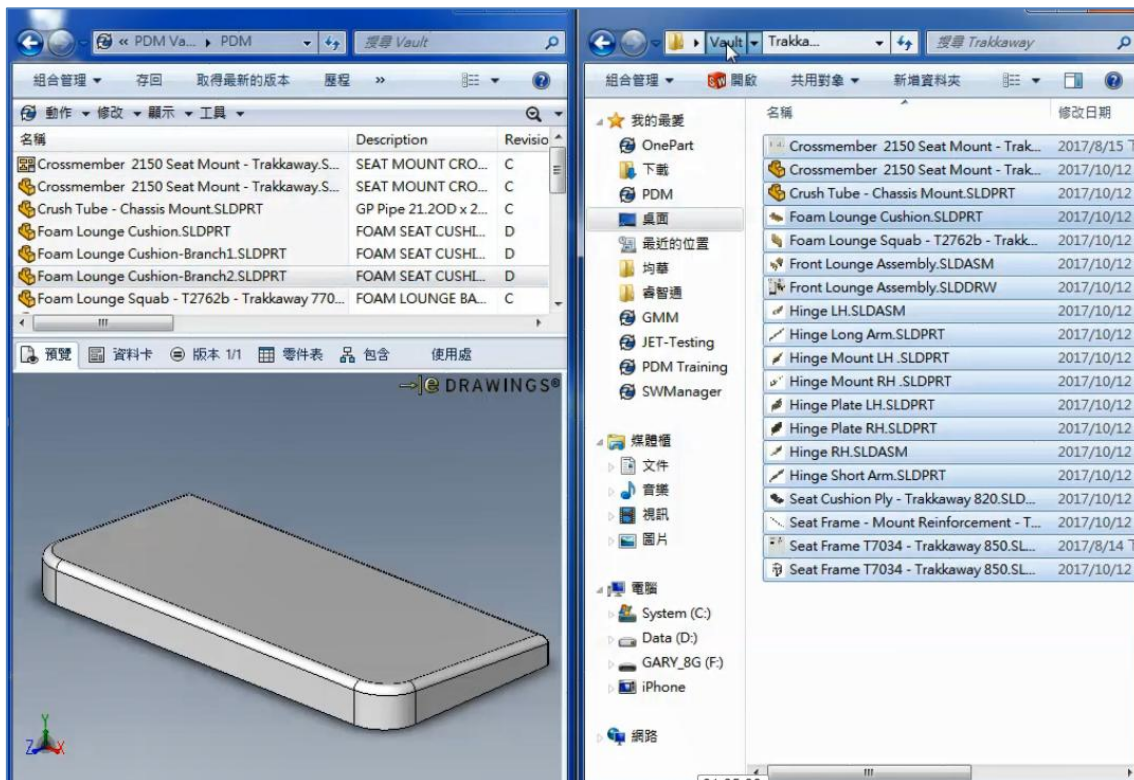 « PDM Va... ▸ PDM
搜尋 Vault
組合管理 存回 取得最新的版本 歷程 »
動作 修改 顯示 工具
名稱 Description Revisio
Crossmember 2150 Seat Mount - Trakkaway.S... SEAT MOUNT CRO... C
Crossmember 2150 Seat Mount - Trakkaway.S... SEAT MOUNT CRO... C
Crush Tube - Chassis Mount.SLDPRT GP Pipe 21.2OD x 2... C
Foam Lounge Cushion.SLDPRT FOAM SEAT CUSHI... D
Foam Lounge Cushion-Branch1.SLDPRT FOAM SEAT CUSHI... D
Foam Lounge Cushion-Branch2.SLDPRT FOAM SEAT CUSHI... D
Foam Lounge Squab - T2762b - Trakkaway 770... FOAM LOUNGE BA... C
預覽 資料卡 版本 1/1 零件表 包含 使用處
e DRAWINGS®
Y
Z X
Vault Trakka...
搜尋 Trakkaway
組合管理 開啟 共用對象 新增資料夾
我的最愛
OnePart
下載
PDM
桌面
最近的位置
均華
睿智通
GMM
JET-Testing
PDM Training
SWManager
媒體櫃
文件
音樂
視訊
圖片
電腦
System (C:)
Data (D:)
GARY_8G (F:)
iPhone
網路
名稱 修改日期
Crossmember 2150 Seat Mount - Trak... 2017/8/15 下
Crossmember 2150 Seat Mount - Trak... 2017/10/12
Crush Tube - Chassis Mount.SLDPRT 2017/10/12
Foam Lounge Cushion.SLDPRT 2017/10/12
Foam Lounge Squab - T2762b - Trakk... 2017/10/12
Front Lounge Assembly.SLDASM 2017/10/12
Front Lounge Assembly.SLDDRW 2017/10/12
Hinge LH.SLDASM 2017/10/12
Hinge Long Arm.SLDPRT 2017/10/12
Hinge Mount LH .SLDPRT 2017/10/12
Hinge Mount RH .SLDPRT 2017/10/12
Hinge Plate LH.SLDPRT 2017/10/12
Hinge Plate RH.SLDPRT 2017/10/12
Hinge RH.SLDASM 2017/10/12
Hinge Short Arm.SLDPRT 2017/10/12
Seat Cushion Ply - Trakkaway 820.SLD... 2017/10/12
Seat Frame - Mount Reinforcement - T... 2017/10/12
Seat Frame T7034 - Trakkaway 850.SL... 2017/8/14 下
Seat Frame T7034 - Trakkaway 850.SL... 2017/10/12